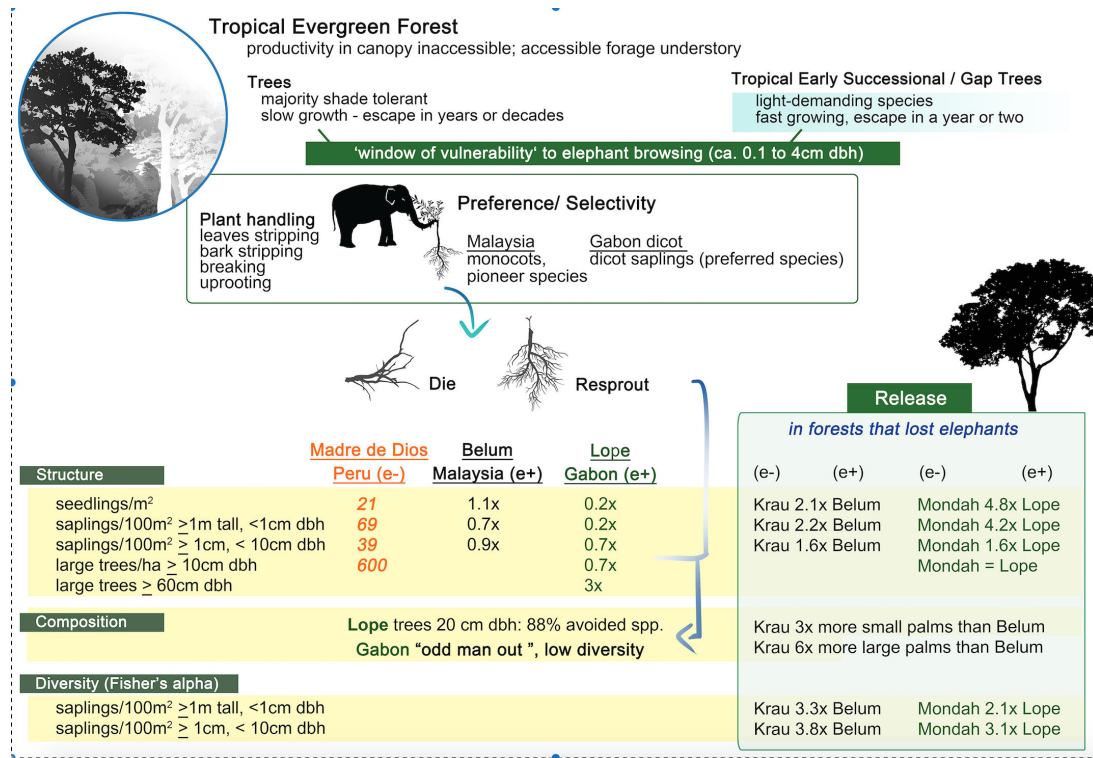 Tropical Evergreen Forest
productivity in canopy inaccessible; accessible forage understory
Trees
majority shade tolerant
slow growth - escape in years or decades
Tropical Early Successional / Gap Trees
light-demanding species
fast growing, escape in a year or two
‘window of vulnerability‘ to elephant browsing (ca. 0.1 to 4cm dbh)
Plant handling
leaves stripping
bark stripping
breaking
uprooting
Preference/ Selectivity
Malaysia
monocots,
pioneer species
Gabon dicot
dicot saplings (preferred species)
Die
Resprout
Release
in forests that lost elephants
(e-) (e+) (e-) (e+)
Madre de Dios Belum Lope
Peru (e-) Malaysia (e+) Gabon (e+)
Structure
seedlings/m² 21 1.1x 0.2x Krau 2.1x Belum Mondah 4.8x Lope
saplings/100m² ≥1m tall, <1cm dbh 69 0.7x 0.2x Krau 2.2x Belum Mondah 4.2x Lope
saplings/100m² ≥ 1cm, < 10cm dbh 39 0.9x 0.7x Krau 1.6x Belum Mondah 1.6x Lope
large trees/ha ≥ 10cm dbh 600 0.7x Mondah = Lope
large trees ≥ 60cm dbh 3x
Composition
Lope trees 20 cm dbh: 88% avoided spp. Krau 3x more small palms than Belum
Gabon “odd man out ”, low diversity Krau 6x more large palms than Belum
Diversity (Fisher’s alpha)
saplings/100m² ≥1m tall, <1cm dbh Krau 3.3x Belum Mondah 2.1x Lope
saplings/100m² ≥ 1cm, < 10cm dbh Krau 3.8x Belum Mondah 3.1x Lope